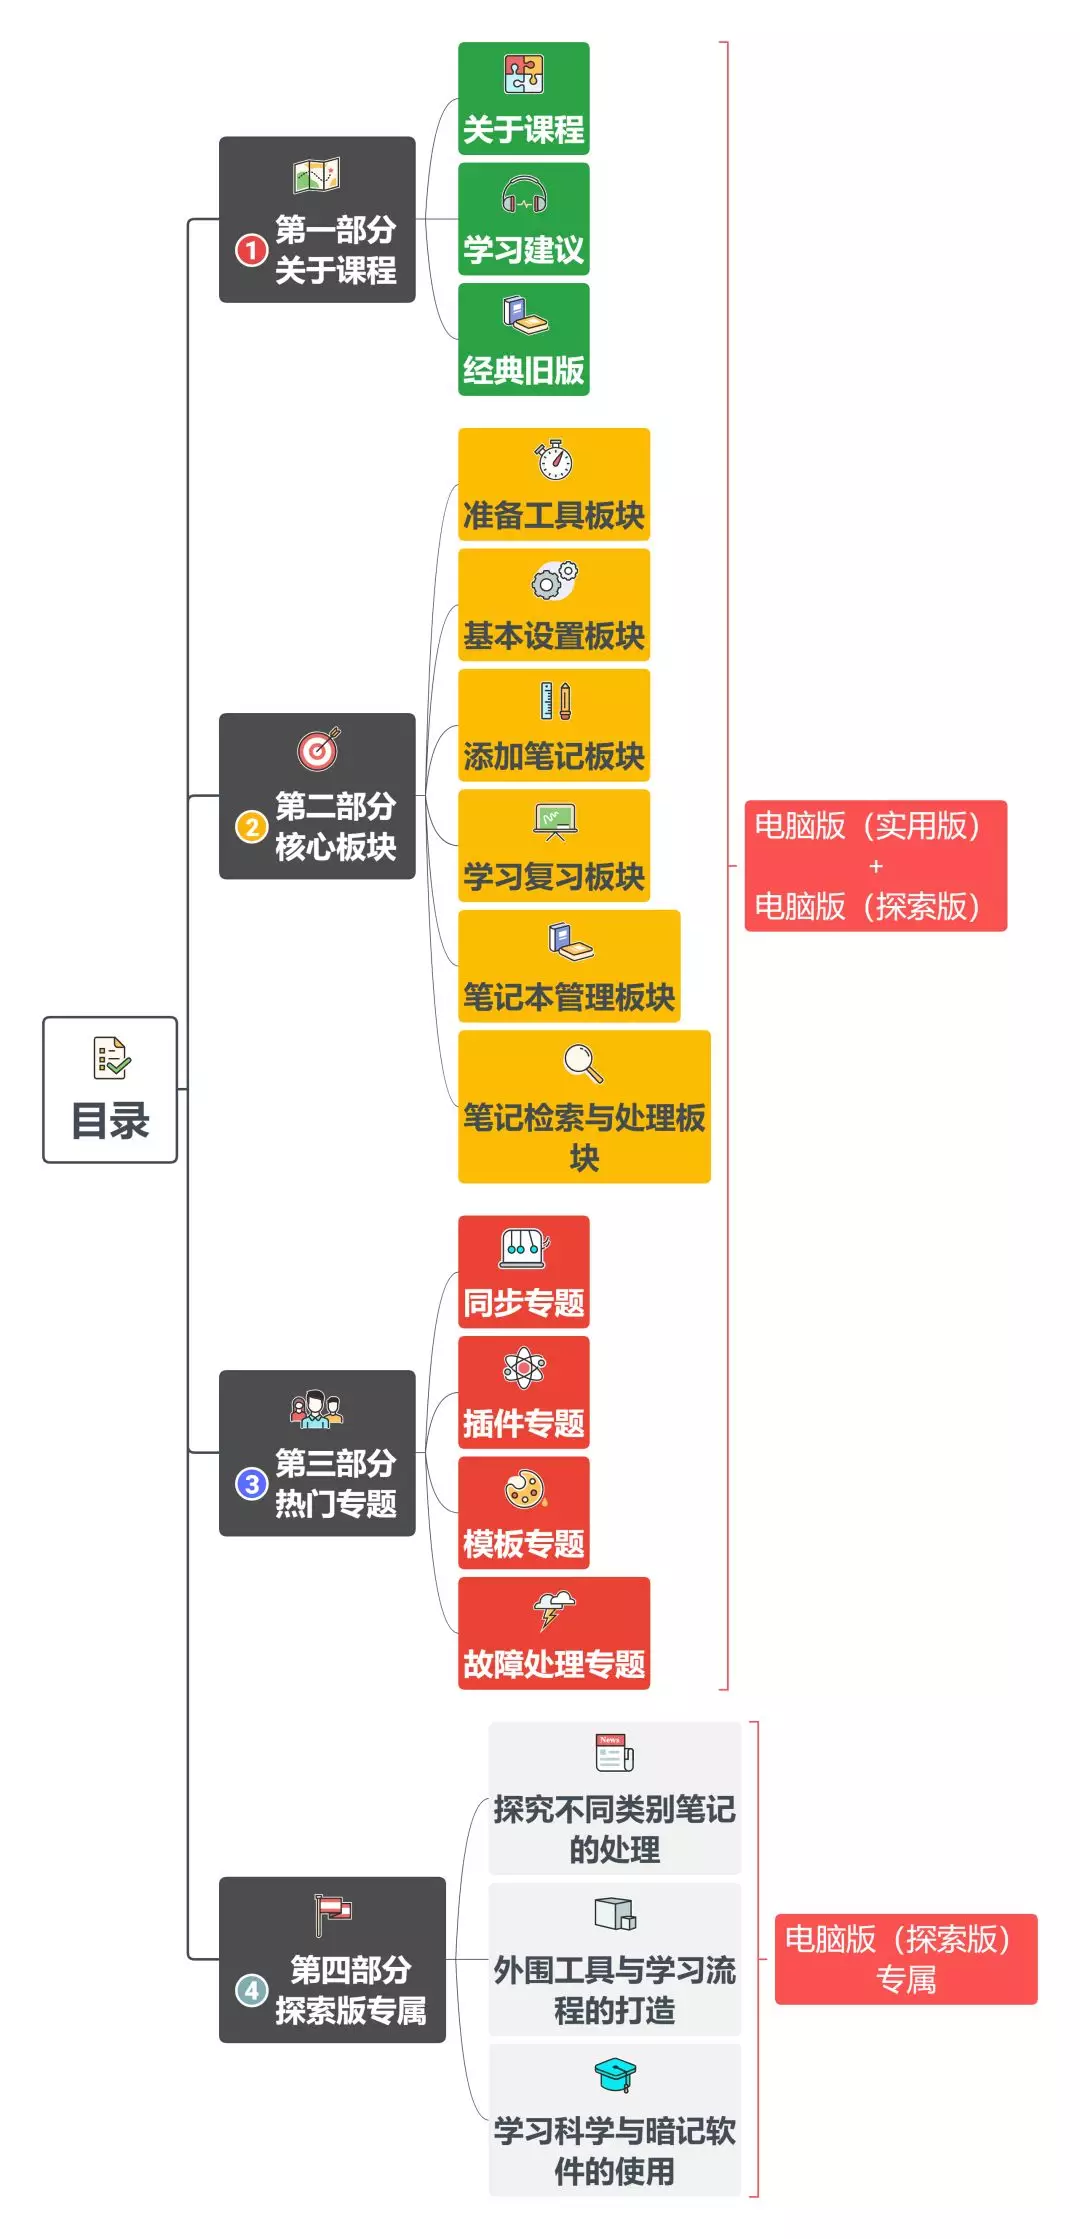 目录
1
第一部分
关于课程
关于课程
学习建议
经典旧版
2
第二部分
核心板块
准备工具板块
基本设置板块
添加笔记板块
学习复习板块
笔记本管理板块
笔记检索与处理板
块
3
第三部分
热门专题
同步专题
插件专题
模板专题
故障处理专题
电脑版（实用版）
+
电脑版（探索版）
4
第四部分
探索版专属
News
探究不同类别笔记
的处理
外围工具与学习流
程的打造
学习科学与暗记软
件的使用
电脑版（探索版）
专属